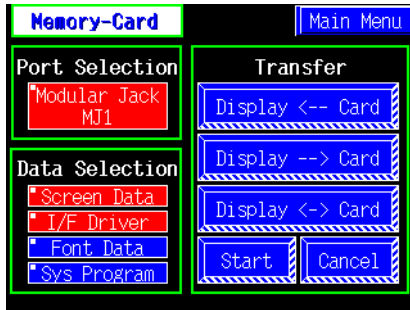 Memory-Card
Main Menu
Port Selection
Modular Jack
MJ1
Data Selection
Screen Data
I/F Driver
Font Data
Sys Program
Transfer
Display <-- Card
Display --> Card
Display <-> Card
Start
Cancel